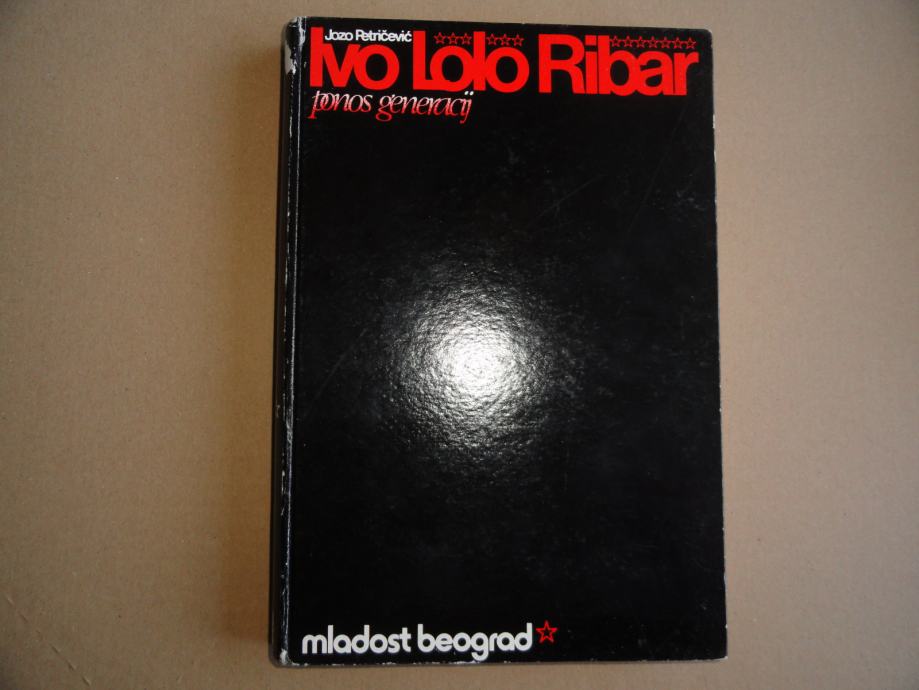 Jozo Petričević
Ivo Lolo Ribar
ponos generacij
mladost beograd